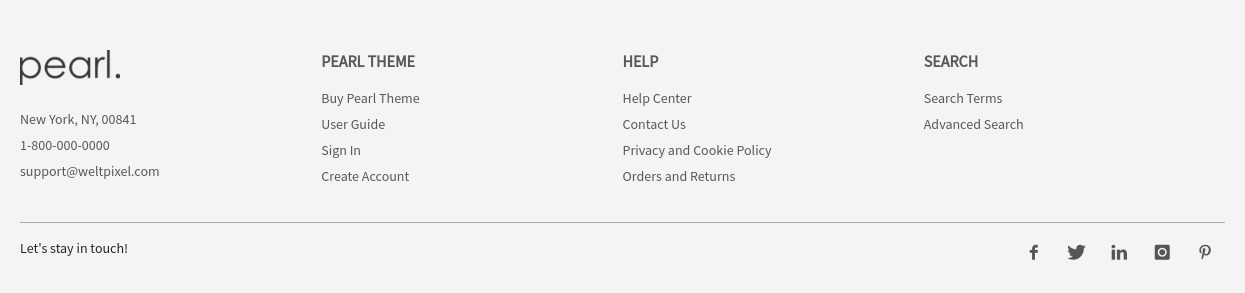 pearl.
New York, NY, 00841
1-800-000-0000
support@weltpixel.com
PEARL THEME
Buy Pearl Theme
User Guide
Sign In
Create Account
HELP
Help Center
Contact Us
Privacy and Cookie Policy
Orders and Returns
SEARCH
Search Terms
Advanced Search
Let's stay in touch!